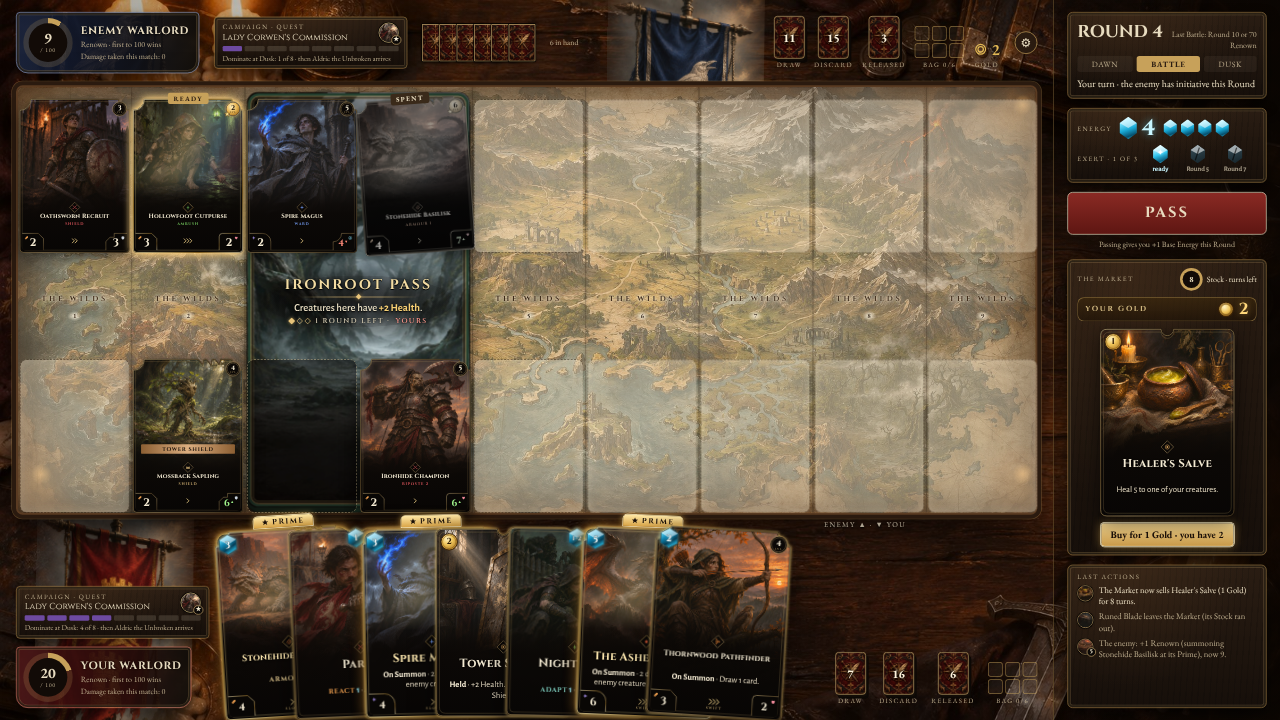 9
/ 100
ENEMY WARLORD
Renown · first to 100 wins
Damage taken this match: 0
CAMPAIGN · QUEST
LADY CORWEN'S COMMISSION
Dominate at Dusk: 1 of 8 · then Aldric the Unbroken arrives
6 in hand
11
DRAW
15
DISCARD
3
RELEASED
BAG 0/6
2
GOLD
ROUND 4
Last Battle: Round 10 or 70 Renown
DAWN
BATTLE
DUSK
Your turn · the enemy has initiative this Round
ENERGY
4
EXERT · 1 OF 3
ready
Round 5
Round 7
PASS
Passing gives you +1 Base Energy this Round
THE MARKET
8
Stock · turns left
YOUR GOLD
2
1
HEALER'S SALVE
Heal 5 to one of your creatures.
Buy for 1 Gold · you have 2
LAST ACTIONS
The Market now sells Healer's Salve (1 Gold) for 8 turns.
Runed Blade leaves the Market (its Stock ran out).
The enemy: +1 Renown (summoning Stonehide Basilisk at its Prime), now 9.
3
OATHSWORN RECRUIT
SHIELD
2
3
READY
2
HOLLOWFOOT CUTPURSE
AMBUSH
3
2
5
SPIRE MAGUS
WARD
2
4
SPENT
6
STONEHIDE BASILISK
ARMOUR 1
4
7
THE WILDS
1
THE WILDS
2
IRONROOT PASS
Creatures here have +2 Health.
1 ROUND LEFT · YOURS
THE WILDS
5
THE WILDS
6
THE WILDS
7
THE WILDS
8
THE WILDS
9
4
TOWER SHIELD
MOSSBACK SAPLING
SHIELD
2
6
5
IRONHIDE CHAMPION
RIPOSTE 2
2
6
ENEMY ▲ · ▼ YOU
PRIME
STONEHIDE
ARMO
4
PAR
REACT
3
SPIRE M
On Summon
enemy cr
4
2
TOWER S
Held · +2 Health
Shie
NIGHT
ADAPT
PRIME
PRIME
THE ASHE
On Summon · 2 d
enemy creature
6
4
THORNWOOD PATHFINDER
On Summon · Draw 1 card.
3
2
CAMPAIGN · QUEST
LADY CORWEN'S COMMISSION
Dominate at Dusk: 4 of 8 · then Aldric the Unbroken arrives
20
/ 100
YOUR WARLORD
Renown · first to 100 wins
Damage taken this match: 0
7
DRAW
16
DISCARD
6
RELEASED
BAG 0/6